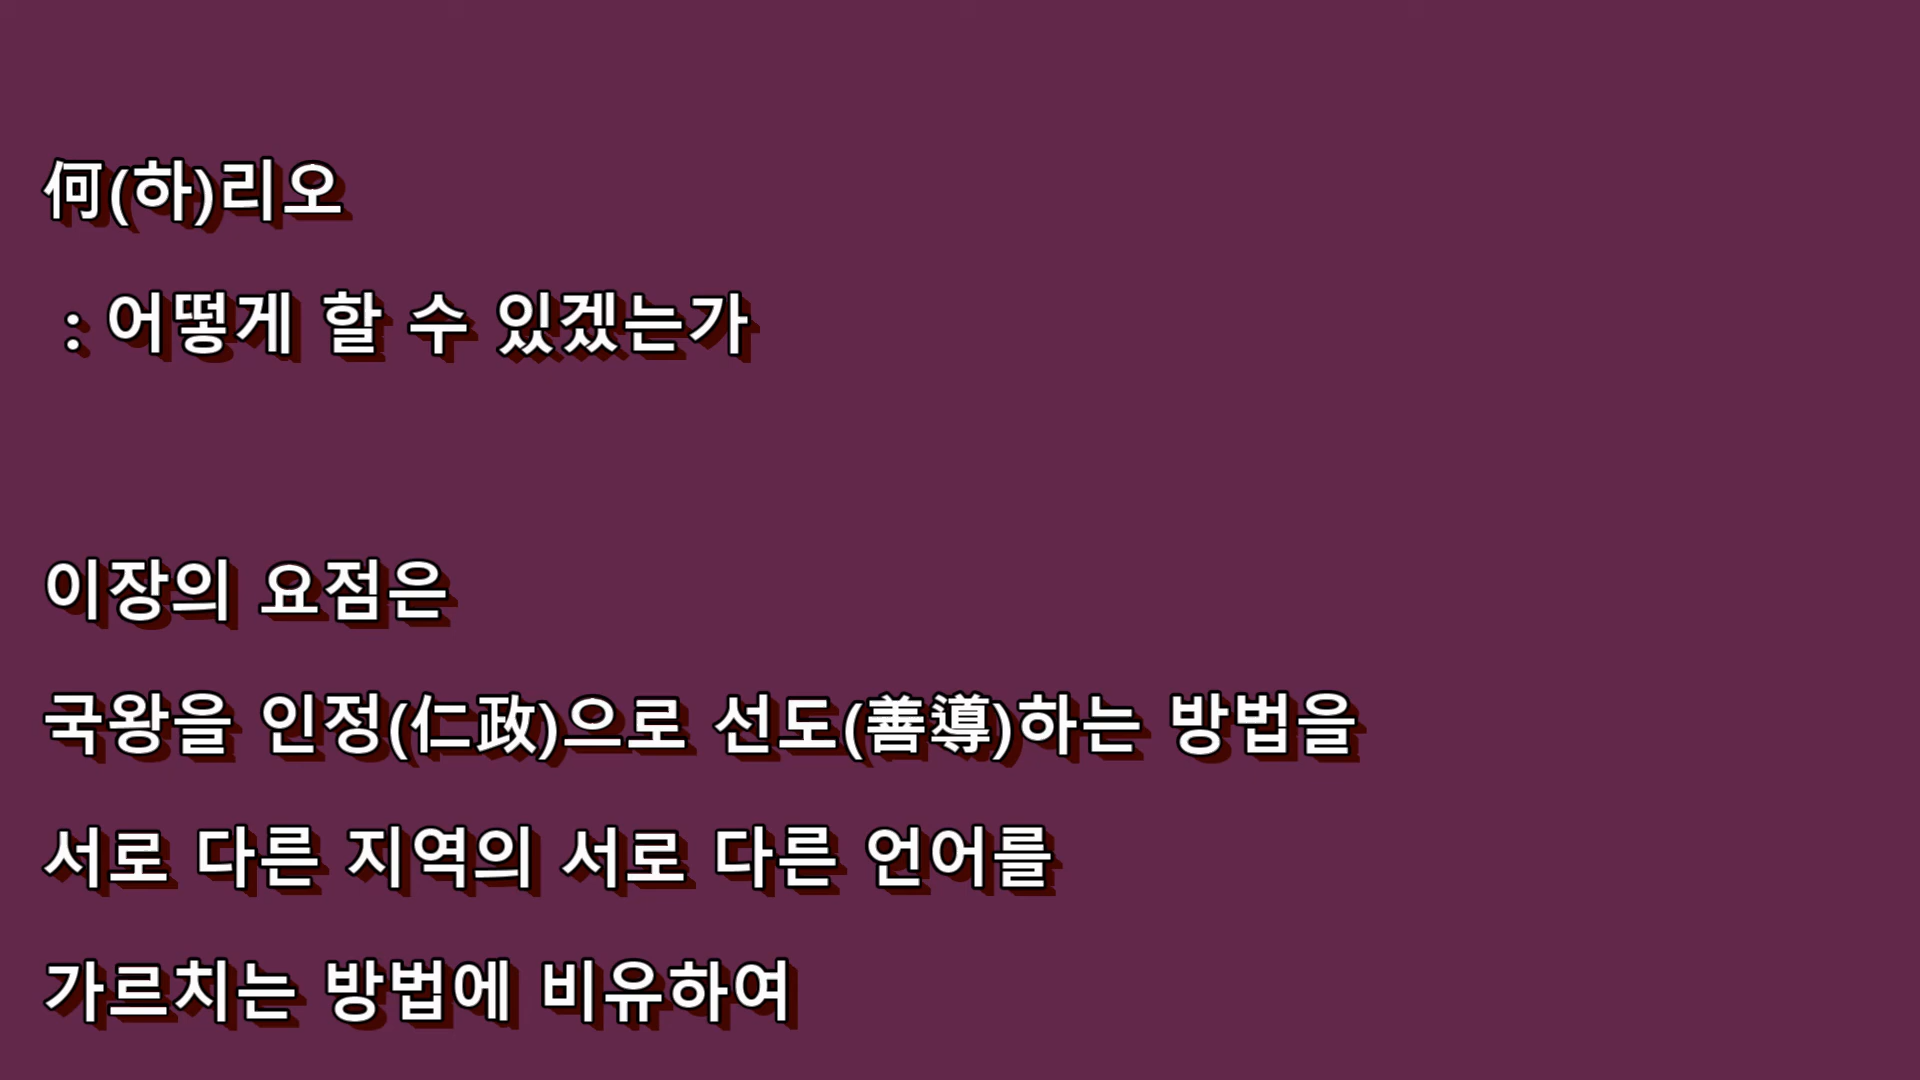 何(하)리오
: 어떻게 할 수 있겠는가
이장의 요점은
국왕을 인정(仁政)으로 선도(善導)하는 방법을
서로 다른 지역의 서로 다른 언어를
가르치는 방법에 비유하여